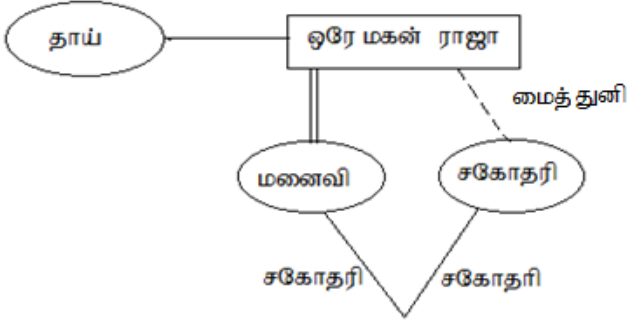 தாய்
ஒரே மகன் ராஜா
மைத் துனி
மனைவி
சகோதரி
சகோதரி
சகோதரி